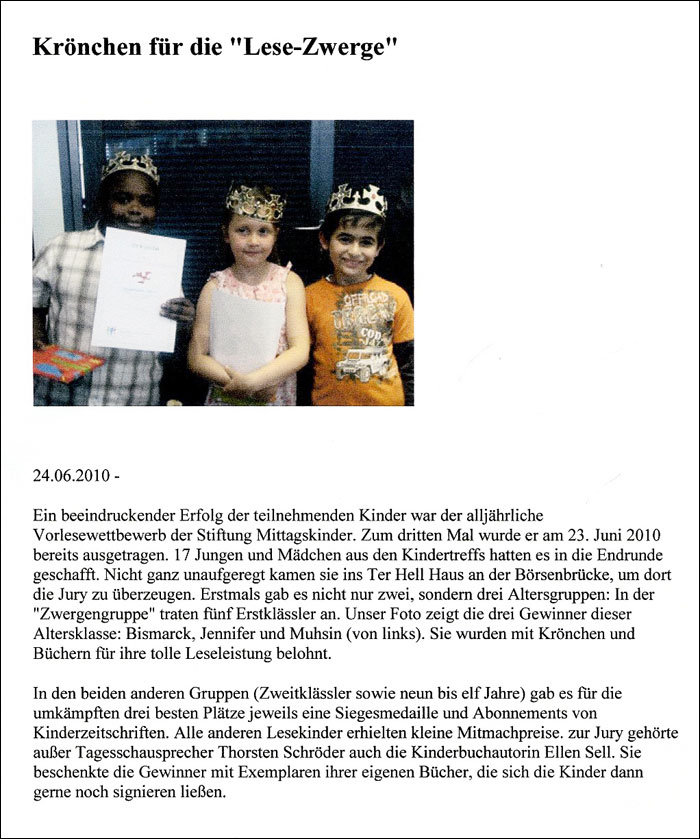 Krönchen für die "Lese-Zwerge"
OFFROAD
COP
24.06.2010 -
Ein beeindruckender Erfolg der teilnehmenden Kinder war der alljährliche
Vorlesewettbewerb der Stiftung Mittagskinder. Zum dritten Mal wurde er am 23. Juni 2010
bereits ausgetragen. 17 Jungen und Mädchen aus den Kindertreffs hatten es in die Endrunde
geschafft. Nicht ganz unaufgeregt kamen sie ins Ter Hell Haus an der Börsenbrücke, um dort
die Jury zu überzeugen. Erstmals gab es nicht nur zwei, sondern drei Altersgruppen: In der
"Zwergengruppe" traten fünf Erstklässler an. Unser Foto zeigt die drei Gewinner dieser
Altersklasse: Bismarck, Jennifer und Muhsin (von links). Sie wurden mit Krönchen und
Büchern für ihre tolle Leseleistung belohnt.
In den beiden anderen Gruppen (Zweitklässler sowie neun bis elf Jahre) gab es für die
umkämpften drei besten Plätze jeweils eine Siegesmedaille und Abonnements von
Kinderzeitschriften. Alle anderen Lesekinder erhielten kleine Mitmachpreise. zur Jury gehörte
außer Tagesschausprecher Thorsten Schröder auch die Kinderbuchautorin Ellen Sell. Sie
beschenkte die Gewinner mit Exemplaren ihrer eigenen Bücher, die sich die Kinder dann
gerne noch signieren ließen.